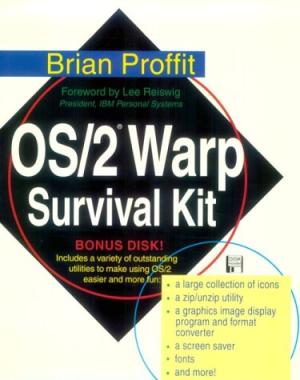 Brian Proffit
Foreword by Lee Reiswig
President, IBM Personal Systems
OS/2® Warp
Survival Kit
BONUS DISK!
Includes a variety of outstanding
utilities to make using OS/2
easier and more fun:
• a large collection of icons
• a zip/unzip utility
• a graphics image display
program and format
converter
• a screen saver
• fonts
• and more!